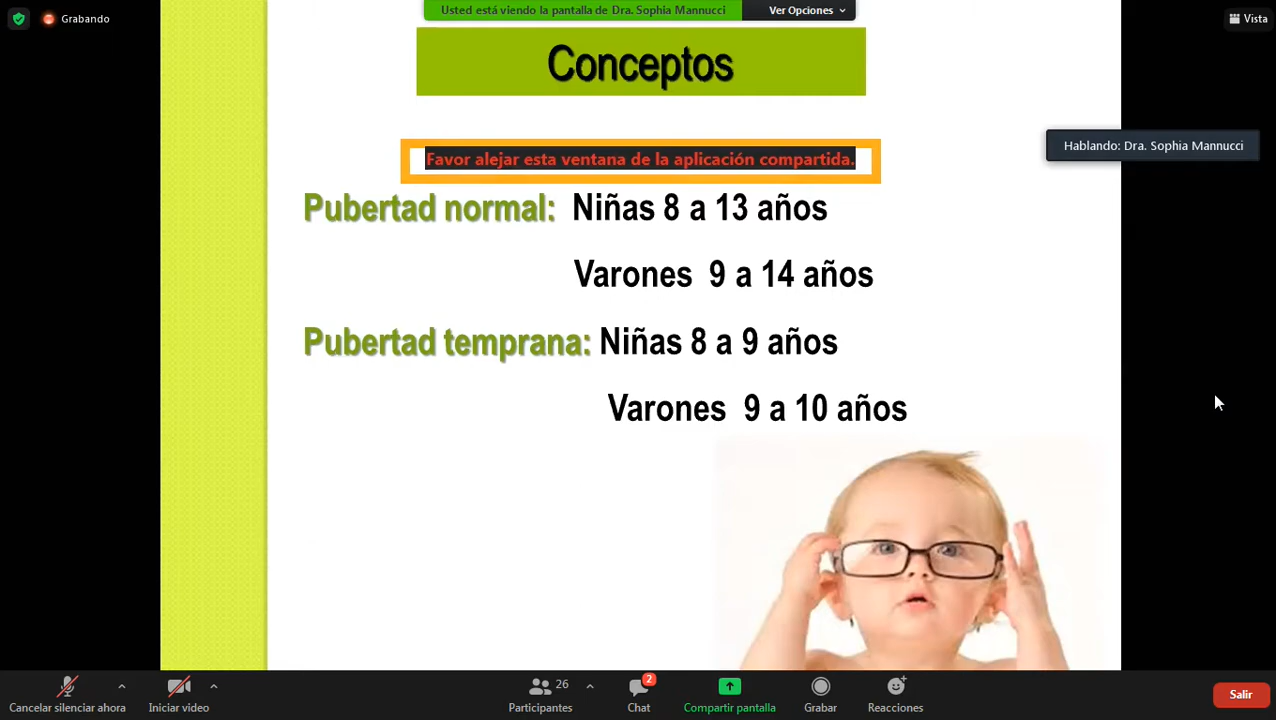 Grabando
Usted está viendo la pantalla de Dra. Sophia Mannucci
Ver Opciones
Vista
Conceptos
Hablando: Dra. Sophia Mannucci
Favor alejar esta ventana de la aplicación compartida.
Pubertad normal: Niñas 8 a 13 años
Varones 9 a 14 años
Pubertad temprana: Niñas 8 a 9 años
Varones 9 a 10 años
26
2
Cancelar silenciar ahora
Iniciar video
Participantes
Chat
Compartir pantalla
Grabar
Reacciones
Salir